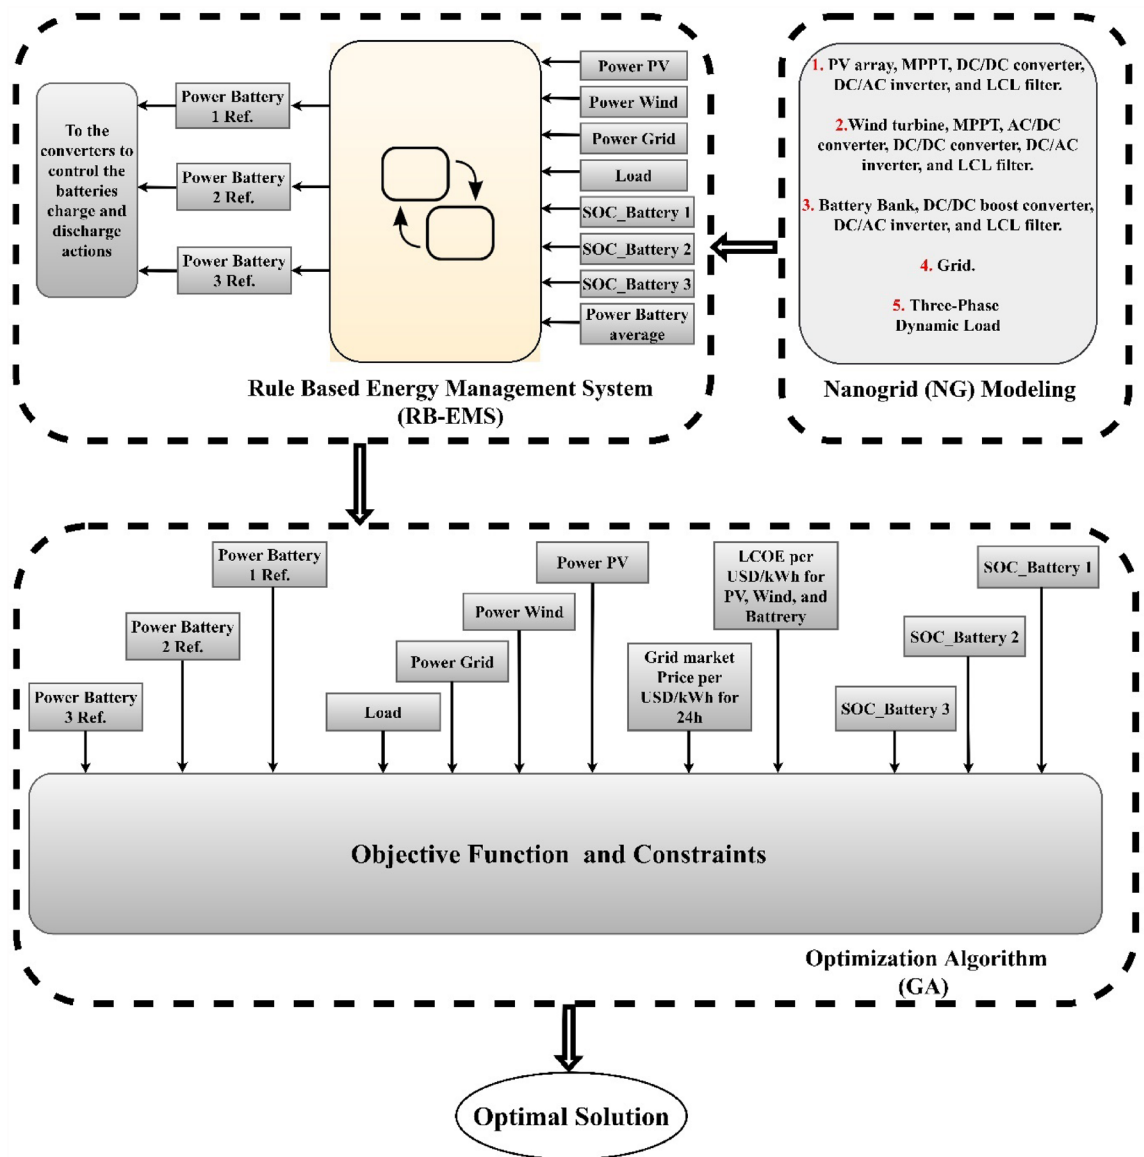 To the
converters to
control the
batteries
charge and
discharge
actions
Power Battery
1 Ref.
Power Battery
2 Ref.
Power Battery
3 Ref.
Power PV
Power Wind
Power Grid
Load
SOC_Battery 1
SOC_Battery 2
SOC_Battery 3
Power Battery
average
Rule Based Energy Management System
(RB-EMS)
1. PV array, MPPT, DC/DC converter,
DC/AC inverter, and LCL filter.
2.Wind turbine, MPPT, AC/DC
converter, DC/DC converter, DC/AC
inverter, and LCL filter.
3. Battery Bank, DC/DC boost converter,
DC/AC inverter, and LCL filter.
4. Grid.
5. Three-Phase
Dynamic Load
Nanogrid (NG) Modeling
Power Battery
3 Ref.
Power Battery
2 Ref.
Power Battery
1 Ref.
Load
Power Grid
Power Wind
Power PV
Grid market
Price per
USD/kWh for
24h
LCOE per
USD/kWh for
PV, Wind, and
Battrery
SOC_Battery 3
SOC_Battery 2
SOC_Battery 1
Objective Function and Constraints
Optimization Algorithm
(GA)
Optimal Solution